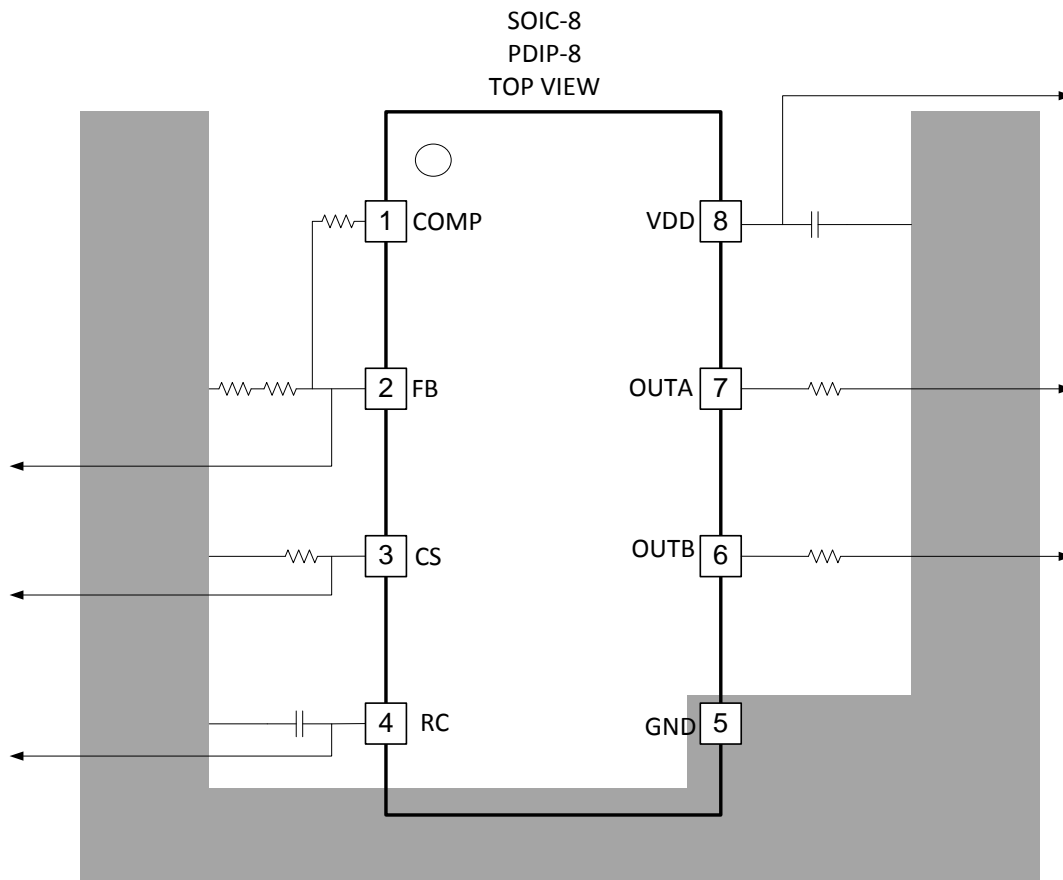 SOIC-8
PDIP-8
TOP VIEW
1 COMP
VDD 8
2 FB
OUTA 7
3 CS
OUTB 6
4 RC
GND 5